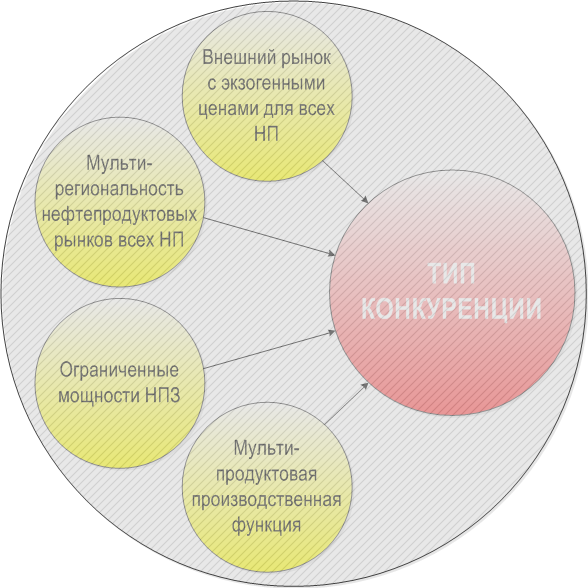 Внешний рынок
с экзогенными
ценами для всех
НП
Мульти-
региональность
нефтепродуктовых
рынков всех НП
ТИП
КОНКУРЕНЦИИ
Ограниченные
мощности НПЗ
Мульти-
продуктовая
производственная
функция